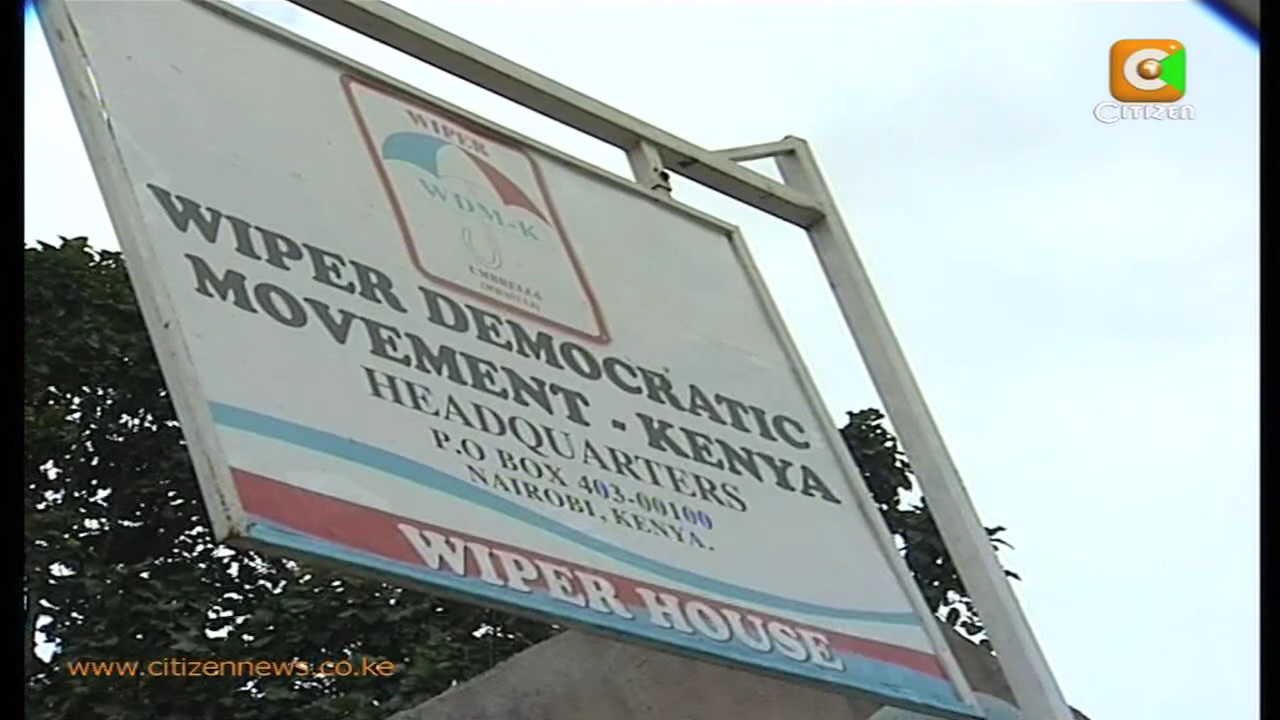 CITIZEN
WIPER
WDM-K
UMBRELLA
WIPER DEMOCRATIC
MOVEMENT - KENYA
HEADQUARTERS
P.O BOX 403-00100
NAIROBI, KENYA.
WIPER HOUSE
www.citizennews.co.ke